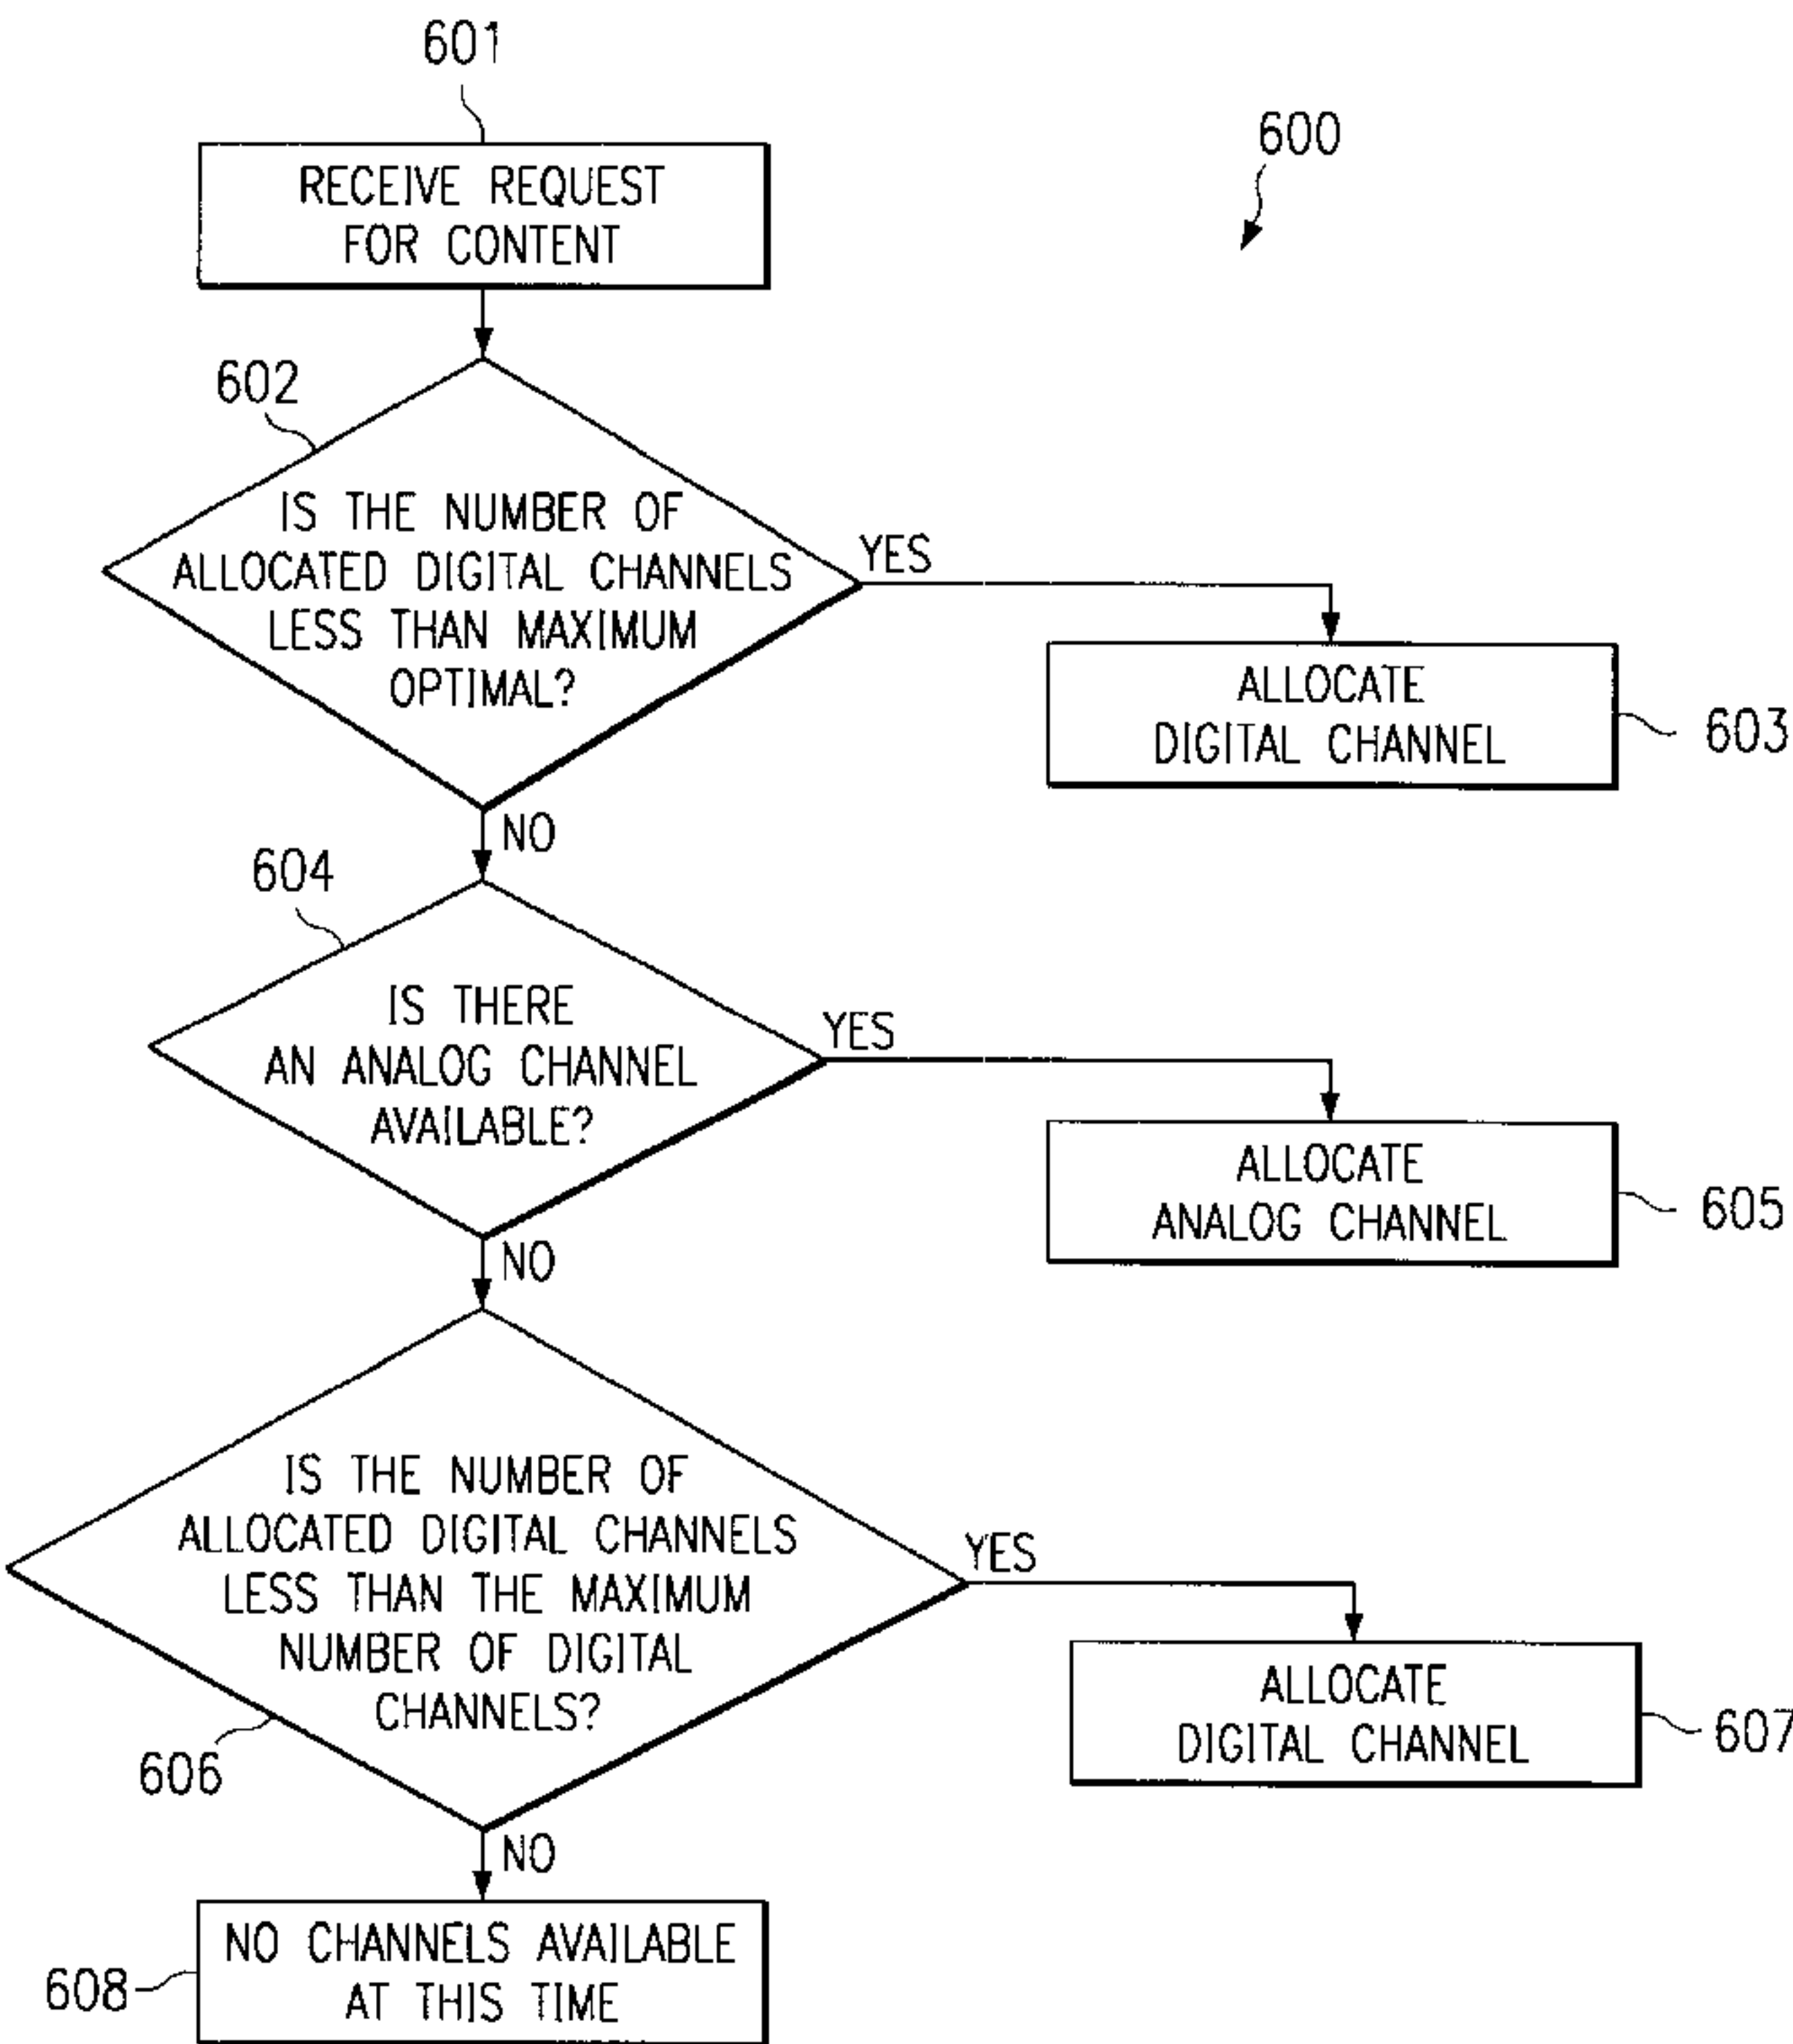 601
600
RECEIVE REQUEST
FOR CONTENT
602
IS THE NUMBER OF
ALLOCATED DIGITAL CHANNELS
LESS THAN MAXIMUM
OPTIMAL?
YES
ALLOCATE
DIGITAL CHANNEL
603
NO
604
IS THERE
AN ANALOG CHANNEL
AVAILABLE?
YES
ALLOCATE
ANALOG CHANNEL
605
NO
IS THE NUMBER OF
ALLOCATED DIGITAL CHANNELS
LESS THAN THE MAXIMUM
NUMBER OF DIGITAL
CHANNELS?
606
YES
ALLOCATE
DIGITAL CHANNEL
607
NO
NO CHANNELS AVAILABLE
AT THIS TIME
608